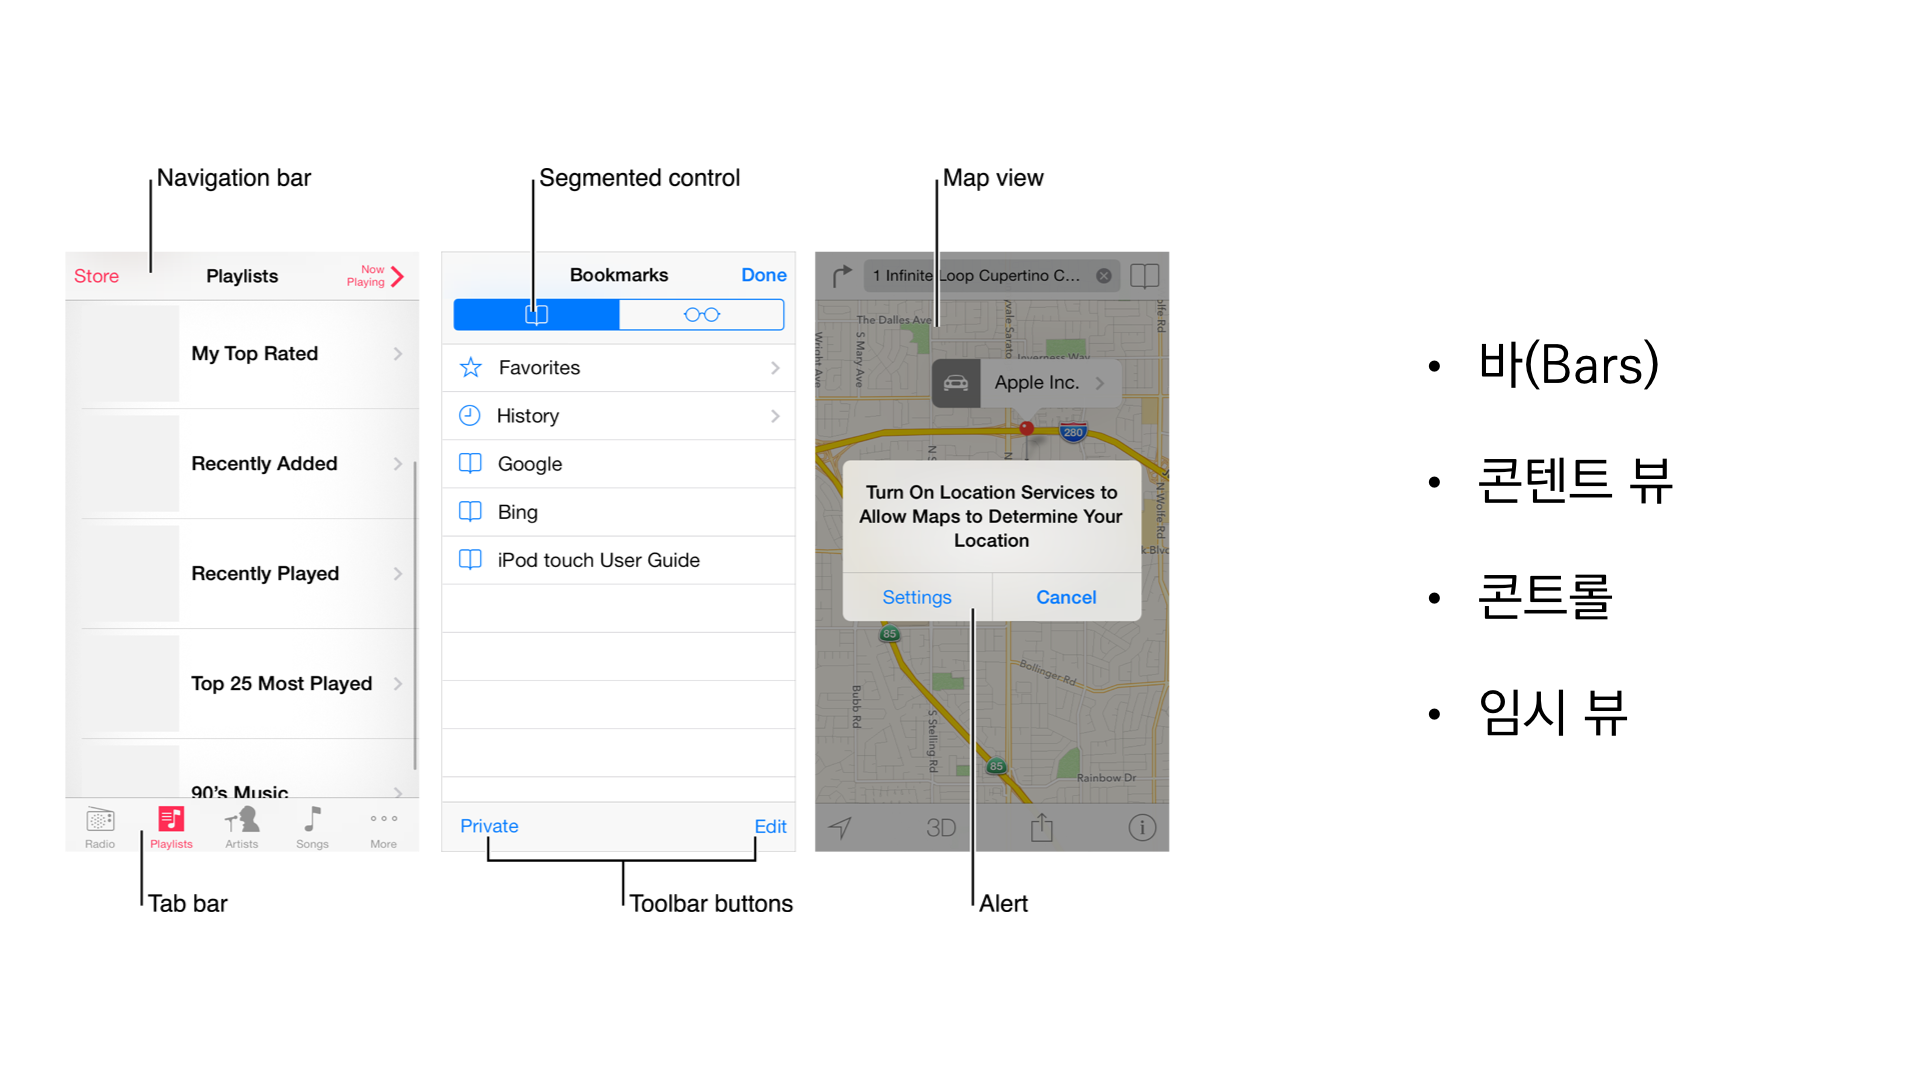 Navigation bar
Segmented control
Map view
Store
Playlists
Now
Playing
My Top Rated
Recently Added
Recently Played
Top 25 Most Played
90's Music
Radio
Playlists
Artists
Songs
More
Tab bar
Bookmarks
Done
Favorites
History
Google
Bing
iPod touch User Guide
Private
Edit
Toolbar buttons
1 Infinite Loop Cupertino C...
The Dalles Ave
S Mary Ave
Wright Ave
Inverness Way
Apple Inc.
280
N Wolfe Rd
Turn On Location Services to
Allow Maps to Determine Your
Location
Settings
Cancel
85
Bollinger Rd
Bubb Rd
S Stelling Rd
85
Rainbow Dr
3D
Alert
• 바(Bars)
• 콘텐트 뷰
• 콘트롤
• 임시 뷰